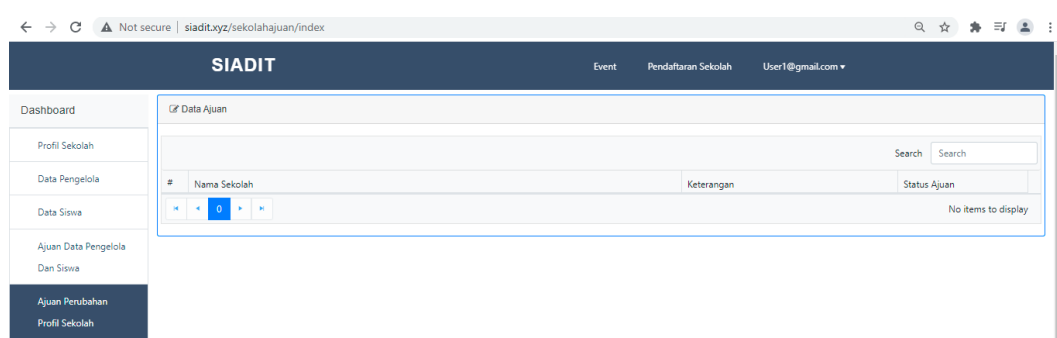 Not secure | siadit.xyz/sekolahajuan/index
SIADIT
Event Pendaftaran Sekolah User1@gmail.com
Dashboard
Profil Sekolah
Data Pengelola
Data Siswa
Ajuan Data Pengelola
Dan Siswa
Ajuan Perubahan
Profil Sekolah
Data Ajuan
Search Search
# Nama Sekolah Keterangan Status Ajuan
0 No items to display